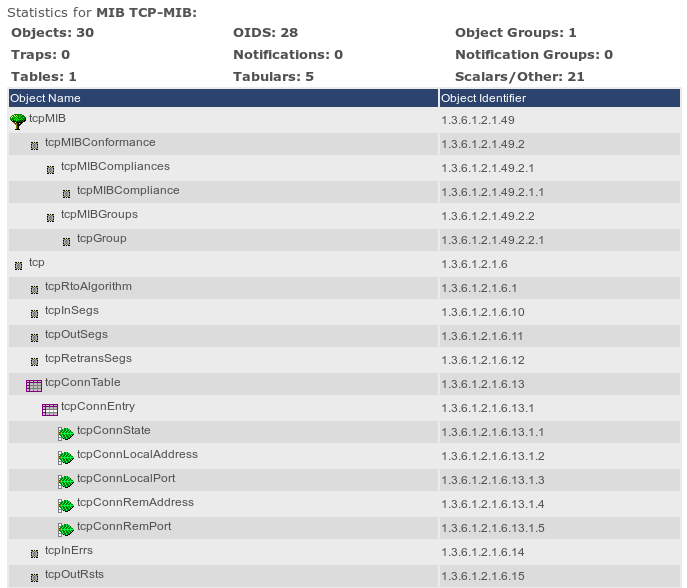 Statistics for MIB TCP-MIB:
Objects: 30 OIDS: 28 Object Groups: 1
Traps: 0 Notifications: 0 Notification Groups: 0
Tables: 1 Tabulars: 5 Scalars/Other: 21
Object Name Object Identifier
tcpMIB 1.3.6.1.2.1.49
tcpMIBConformance 1.3.6.1.2.1.49.2
tcpMIBCompliances 1.3.6.1.2.1.49.2.1
tcpMIBCompliance 1.3.6.1.2.1.49.2.1.1
tcpMIBGroups 1.3.6.1.2.1.49.2.2
tcpGroup 1.3.6.1.2.1.49.2.2.1
tcp 1.3.6.1.2.1.6
tcpRtoAlgorithm 1.3.6.1.2.1.6.1
tcpInSegs 1.3.6.1.2.1.6.10
tcpOutSegs 1.3.6.1.2.1.6.11
tcpRetransSegs 1.3.6.1.2.1.6.12
tcpConnTable 1.3.6.1.2.1.6.13
tcpConnEntry 1.3.6.1.2.1.6.13.1
tcpConnState 1.3.6.1.2.1.6.13.1.1
tcpConnLocalAddress 1.3.6.1.2.1.6.13.1.2
tcpConnLocalPort 1.3.6.1.2.1.6.13.1.3
tcpConnRemAddress 1.3.6.1.2.1.6.13.1.4
tcpConnRemPort 1.3.6.1.2.1.6.13.1.5
tcpInErrs 1.3.6.1.2.1.6.14
tcpOutRsts 1.3.6.1.2.1.6.15